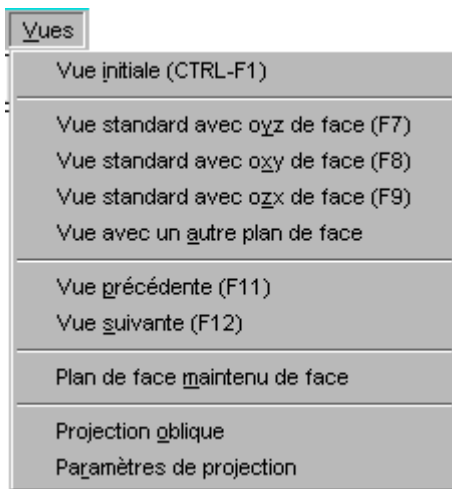 Vues
Vue initiale (CTRL-F1)
Vue standard avec oyz de face (F7)
Vue standard avec oxy de face (F8)
Vue standard avec ozx de face (F9)
Vue avec un autre plan de face
Vue précédente (F11)
Vue suivante (F12)
Plan de face maintenu de face
Projection oblique
Paramètres de projection